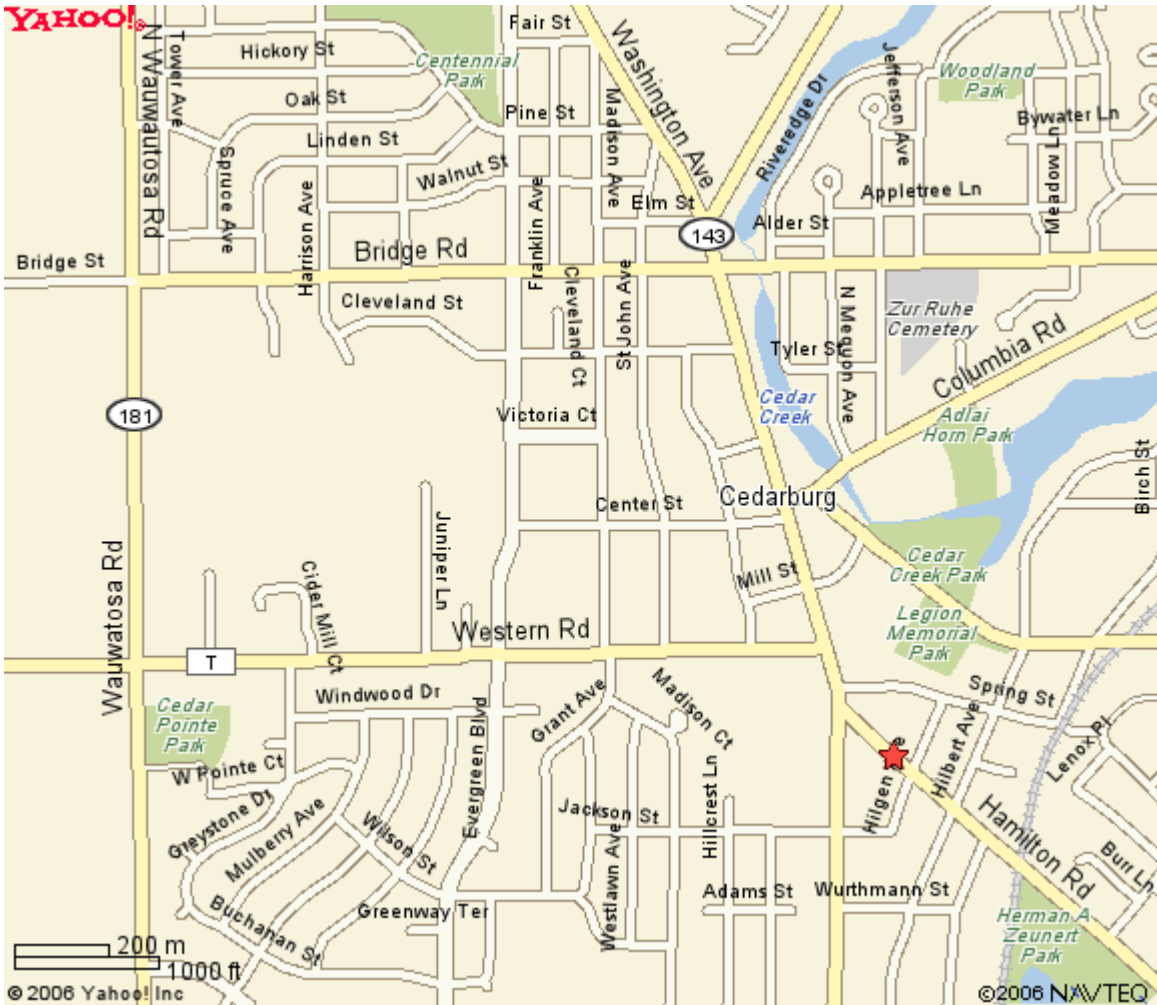 YAHOO!®
Fair St
N Wauwautosa Rd
Tower Ave
Hickory St
Centennial
Park
Washington Ave
Riveredge Dr
Jefferson Ave
Woodland
Park
Oak St
Pine St
Madison Ave
Bywater Ln
Linden St
Spruce Ave
Walnut St
Meadow Ln
Harrison Ave
Franklin Ave
Elm St
Appletree Ln
Alder St
143
Bridge St
Bridge Rd
Cleveland St
Cleveland Ct
St John Ave
N Mequon Ave
Zur Ruhe
Cemetery
Tyler St
Columbia Rd
181
Victoria Ct
Cedar
Creek
Adlai
Horn Park
Center St
Cedarburg
Birch St
Juniper Ln
Wauwatosa Rd
Cider Mill Ct
Mill St
Cedar
Creek Park
Legion
Memorial
Park
Western Rd
T
Windwood Dr
Cedar
Pointe
Park
Evergreen Blvd
Grant Ave
Madison Ct
Spring St
W Pointe Ct
Hilbert Ave
Lenox Pl
Hilgen
e
Greystone Dr
Mulberry Ave
Wilson St
Jackson St
Hillcrest Ln
Hamilton Rd
Westlawn Ave
Burr Ln
Adams St
Wurthmann St
Buchanan St
Greenway Ter
Herman A
Zeunert
Park
200 m
1000 ft
© 2006 Yahoo! Inc
©2006 NAVTEQ